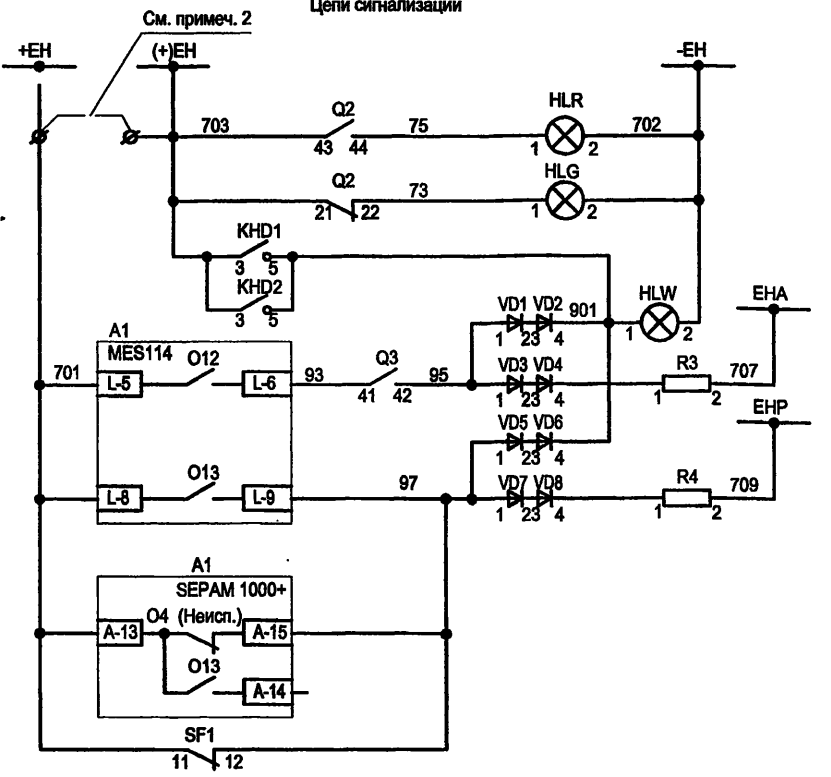 Цепи сигнализации
См. примеч. 2
+EH
(+)EH
-EH
703
Q2
43
44
75
HLR
1
2
702
Q2
21
22
73
HLG
1
2
KHD1
3
5
KHD2
3
5
VD1
VD2
1
23
4
901
HLW
1
2
EHA
A1
MES114
701
L-5
O12
L-6
93
Q3
41
42
95
VD3
VD4
1
23
4
R3
1
2
707
EHP
VD5
VD6
1
23
4
L-8
O13
L-9
97
VD7
VD8
1
23
4
R4
1
2
709
A1
SEPAM 1000+
O4 (Неисп.)
A-13
A-15
O13
A-14
SF1
11
12